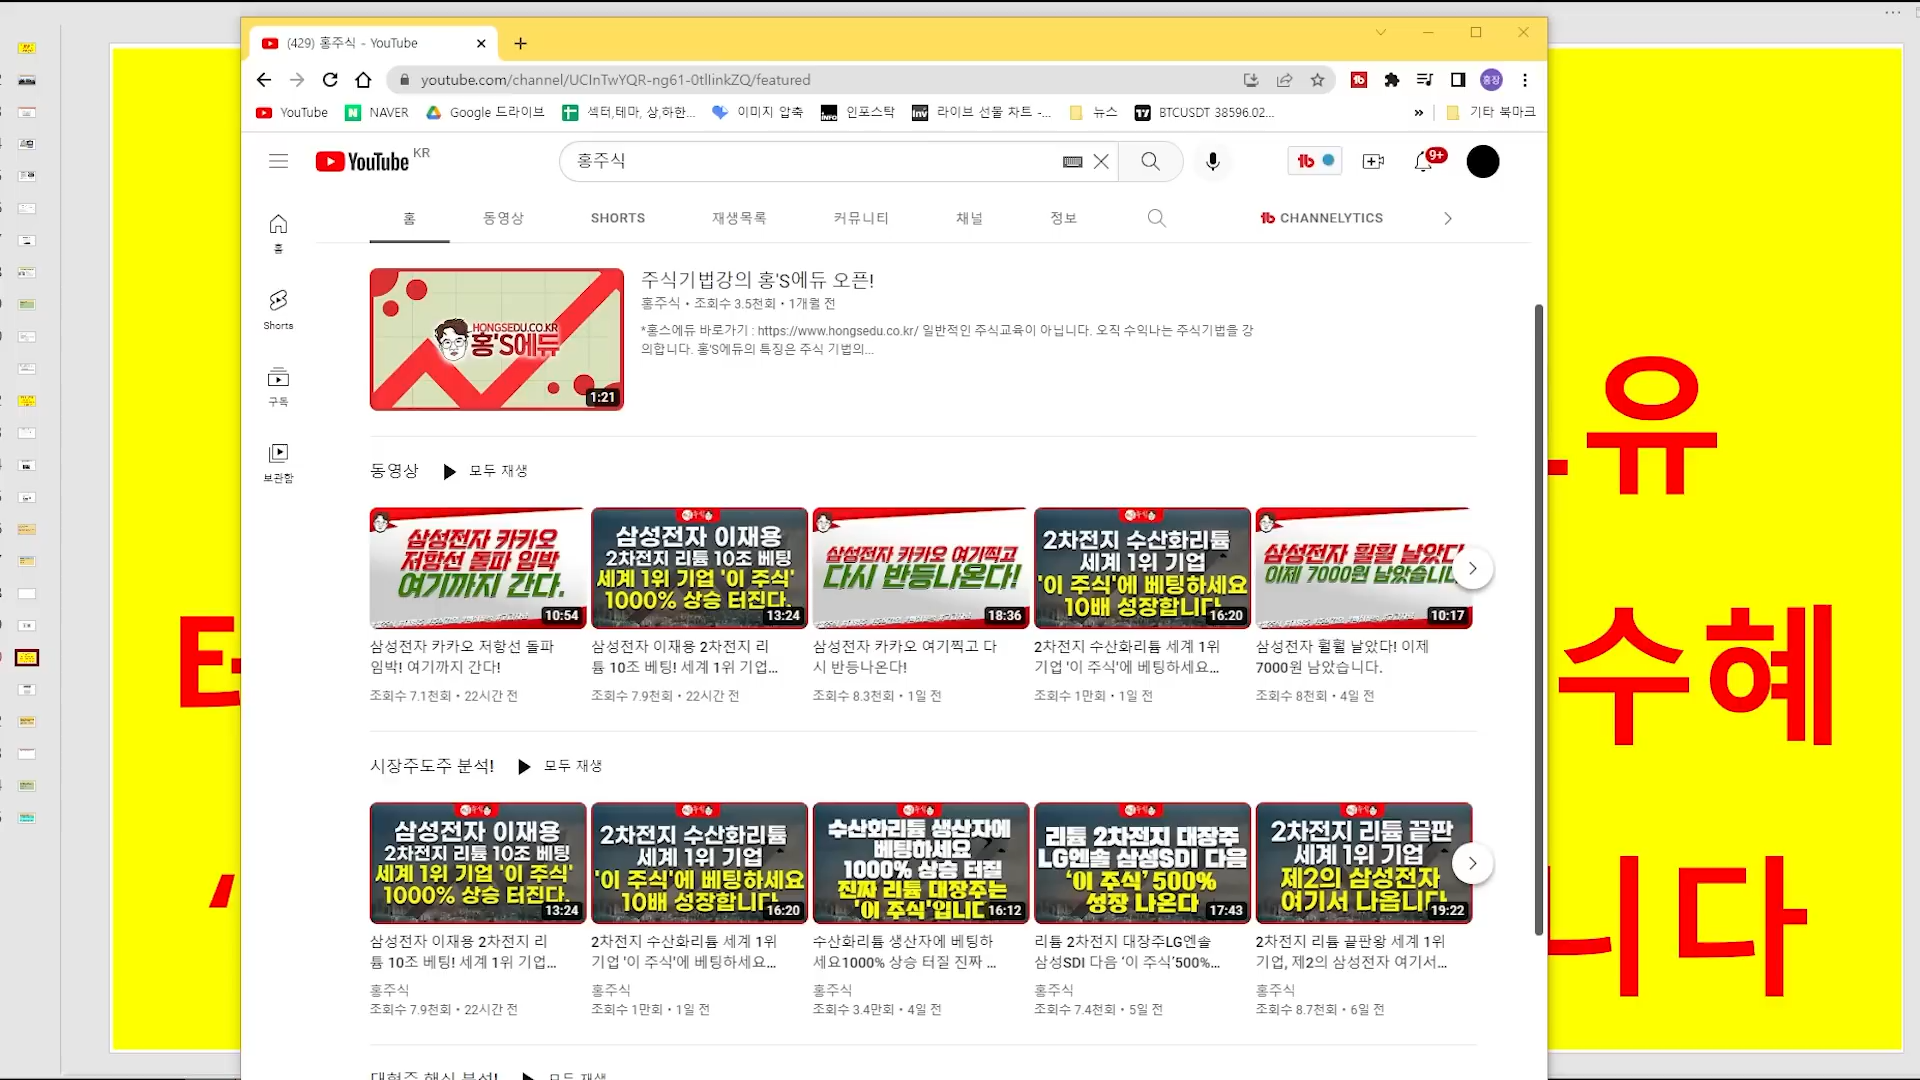 (429) 홍주식 - YouTube
youtube.com/channel/UCInTwYQR-ng61-0tlIinkZQ/featured
홍장
YouTube NAVER Google 드라이브 섹터,테마, 상,하한... 이미지 압축 인포스탁 라이브 선물 차트 -... 뉴스 BTCUSDT 38596.02... » 기타 북마크
YouTube KR
홍주식
9+
홈 동영상 SHORTS 재생목록 커뮤니티 채널 정보 CHANNELYTICS
홈
Shorts
구독
보관함
HONGSEDU.CO.KR
홍'S에듀
1:21
주식기법강의 홍'S에듀 오픈!
홍주식 • 조회수 3.5천회 • 1개월 전
*홍스에듀 바로가기 : https://www.hongsedu.co.kr/ 일반적인 주식교육이 아닙니다. 오직 수익나는 주식기법을 강
의합니다. 홍'S에듀의 특징은 주식 기법의...
동영상 모두 재생
삼성전자 카카오
저항선 돌파 임박
여기까지 간다.
10:54
삼성전자 카카오 저항선 돌파
임박! 여기까지 간다!
조회수 7.1천회 • 22시간 전
삼성전자 이재용
2차전지 리튬 10조 베팅
세계 1위 기업 '이 주식'
1000% 상승 터진다.
13:24
삼성전자 이재용 2차전지 리
튬 10조 베팅! 세계 1위 기업...
조회수 7.9천회 • 22시간 전
삼성전자 카카오 여기찍고
다시 반등나온다!
18:36
삼성전자 카카오 여기찍고 다
시 반등나온다!
조회수 8.3천회 • 1일 전
2차전지 수산화리튬
세계 1위 기업
'이 주식'에 베팅하세요
10배 성장합니다.
16:20
2차전지 수산화리튬 세계 1위
기업 '이 주식'에 베팅하세요...
조회수 1만회 • 1일 전
삼성전자 훨훨 날았다!
이제 7000원 남았습니다
10:17
삼성전자 훨훨 날았다! 이제
7000원 남았습니다.
조회수 8천회 • 4일 전
시장주도주 분석! 모두 재생
삼성전자 이재용
2차전지 리튬 10조 베팅
세계 1위 기업 '이 주식'
1000% 상승 터진다.
13:24
삼성전자 이재용 2차전지 리
튬 10조 베팅! 세계 1위 기업...
홍주식
조회수 7.9천회 • 22시간 전
2차전지 수산화리튬
세계 1위 기업
'이 주식'에 베팅하세요
10배 성장합니다.
16:20
2차전지 수산화리튬 세계 1위
기업 '이 주식'에 베팅하세요...
홍주식
조회수 1만회 • 1일 전
수산화리튬 생산자에
베팅하세요
1000% 상승 터질
진짜 리튬 대장주는
'이 주식'입니다
16:12
수산화리튬 생산자에 베팅하
세요1000% 상승 터질 진짜 ...
홍주식
조회수 3.4만회 • 4일 전
리튬 2차전지 대장주
LG엔솔 삼성SDI 다음
'이 주식' 500%
성장 나온다
17:43
리튬 2차전지 대장주LG엔솔
삼성SDI 다음 '이 주식'500%...
홍주식
조회수 7.4천회 • 5일 전
2차전지 리튬 끝판
세계 1위 기업
제2의 삼성전자
여기서 나옵니다
19:22
2차전지 리튬 끝판왕 세계 1위
기업, 제2의 삼성전자 여기서...
홍주식
조회수 8.7천회 • 6일 전
대형주 핵심 분석! 모두 재생
유
수혜
니다